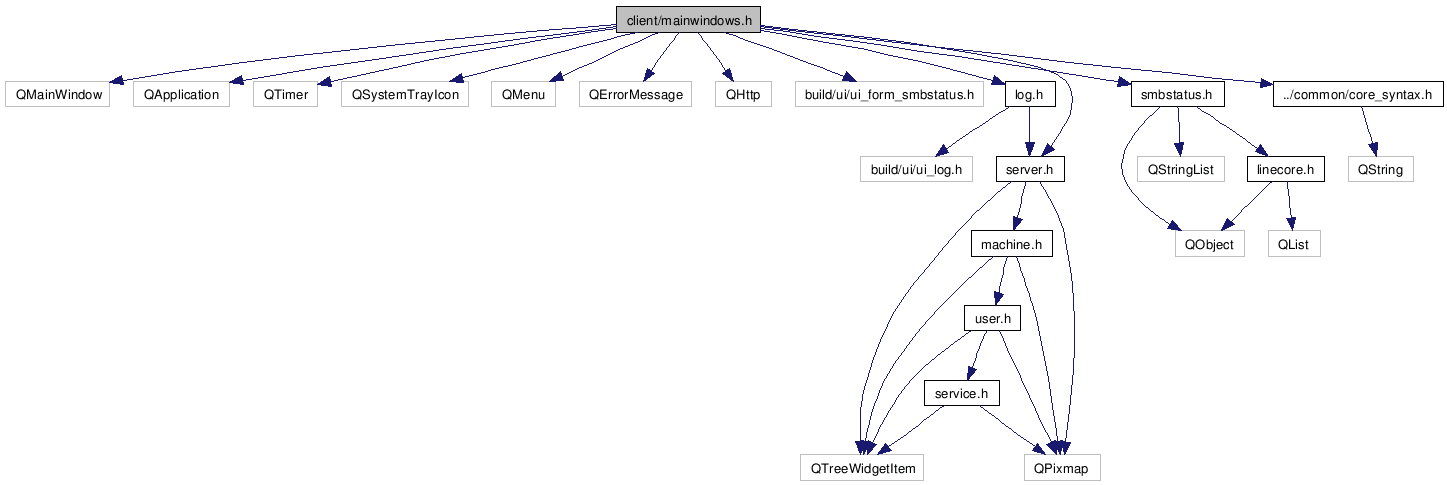 client/mainwindows.h
QMainWindow
QApplication
QTimer
QSystemTrayIcon
QMenu
QErrorMessage
QHttp
build/ui/ui_form_smbstatus.h
log.h
smbstatus.h
../common/core_syntax.h
build/ui/ui_log.h
server.h
QStringList
linecore.h
QString
machine.h
QObject
QList
user.h
service.h
QTreeWidgetItem
QPixmap